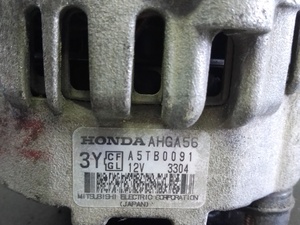 HONDA AHGA56
3Y CF GL A5TB0091
12V 3304
MITSUBISHI ELECTRIC CORPORATION
(JAPAN)